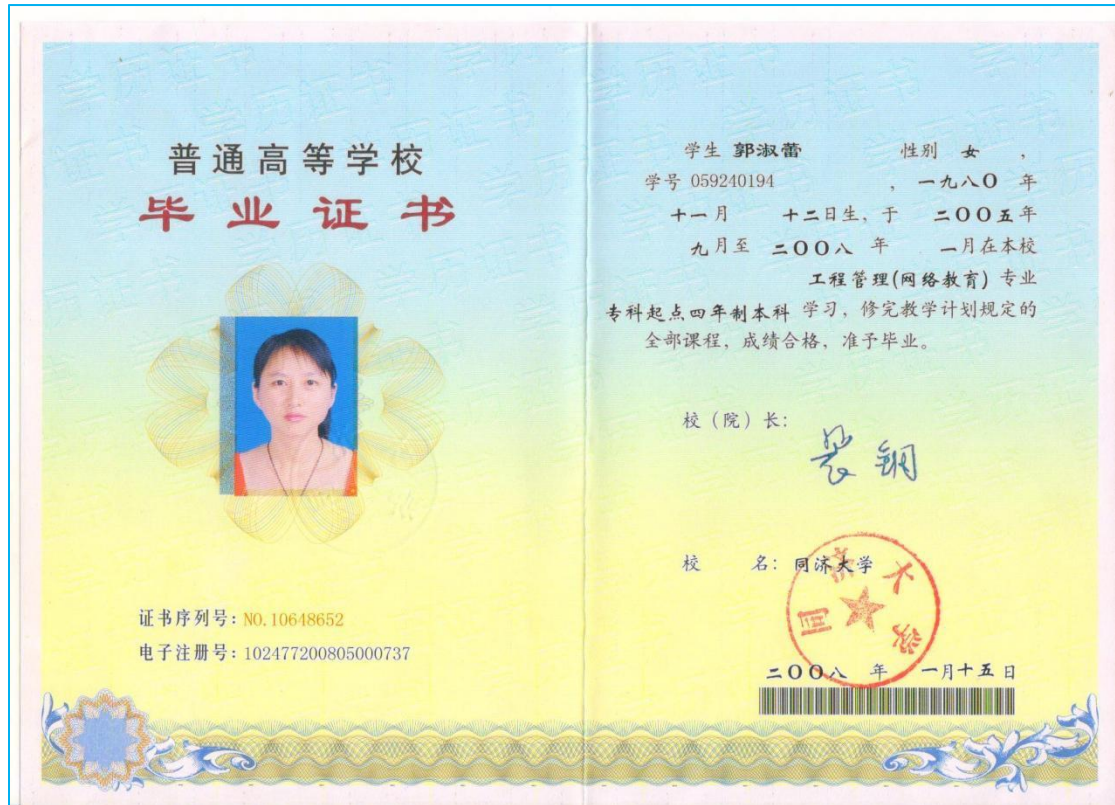 普通高等学校
毕业证书
证书序列号：NO.10648652
电子注册号：102477200805000737
学生 郭淑蕾 性别 女 ，
学号 059240194 ，一九八〇 年
十一月 十二日生，于 二〇〇五年
九月至 二〇〇八 年 一月在本校
工程管理(网络教育) 专业
专科起点四年制本科 学习，修完教学计划规定的
全部课程，成绩合格，准予毕业。
校（院）长：
裴钢
校 名：同济大学
同济大学
二〇〇八 年 一月十五日